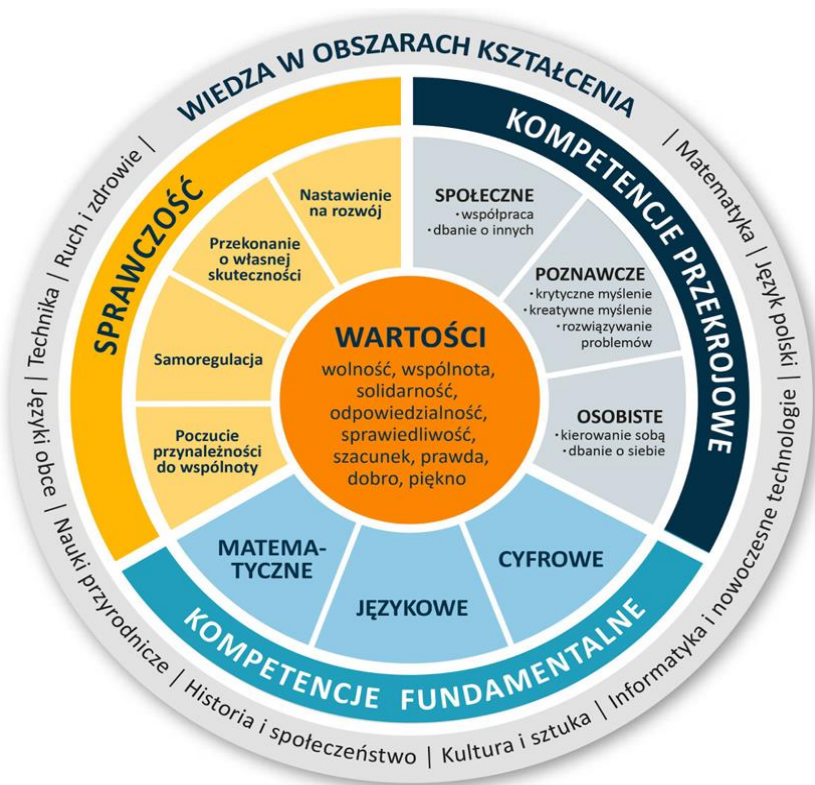 WIEDZA W OBSZARACH KSZTAŁCENIA
| Matematyka | Język polski | Informatyka i nowoczesne technologie | Kultura i sztuka | Historia i społeczeństwo | Nauki przyrodnicze | Języki obce | Technika | Ruch i zdrowie |
SPRAWCZOŚĆ
Nastawienie
na rozwój
Przekonanie
o własnej
skuteczności
Samoregulacja
Poczucie
przynależności
do wspólnoty
KOMPETENCJE PRZEKROJOWE
SPOŁECZNE
· współpraca
· dbanie o innych
POZNAWCZE
· krytyczne myślenie
· kreatywne myślenie
· rozwiązywanie
problemów
OSOBISTE
· kierowanie sobą
· dbanie o siebie
WARTOŚCI
wolność, wspólnota,
solidarność,
odpowiedzialność,
sprawiedliwość,
szacunek, prawda,
dobro, piękno
MATEMA-
TYCZNE
JĘZYKOWE
CYFROWE
KOMPETENCJE FUNDAMENTALNE